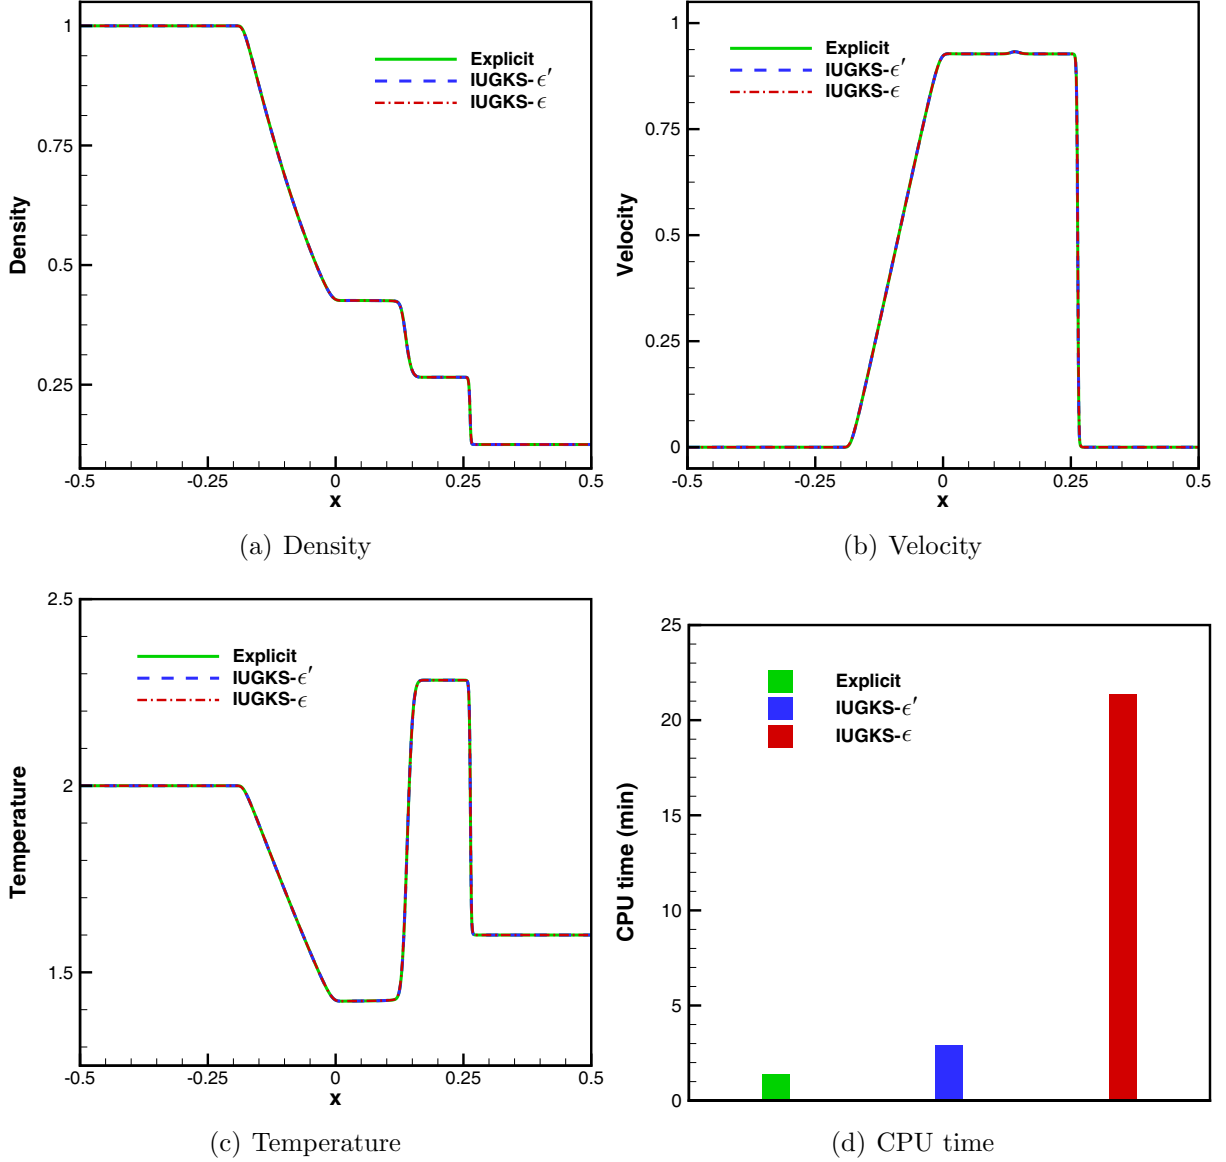 1
0.75
0.5
0.25
Density
Explicit
IUGKS-ϵ′
IUGKS-ϵ
-0.5
-0.25
0
0.25
0.5
x
(a) Density
1
0.75
0.5
0.25
0
Velocity
Explicit
IUGKS-ϵ′
IUGKS-ϵ
-0.5
-0.25
0
0.25
0.5
x
(b) Velocity
2.5
2
1.5
Temperature
Explicit
IUGKS-ϵ′
IUGKS-ϵ
-0.5
-0.25
0
0.25
0.5
x
(c) Temperature
25
20
15
10
5
0
CPU time (min)
Explicit
IUGKS-ϵ′
IUGKS-ϵ
(d) CPU time